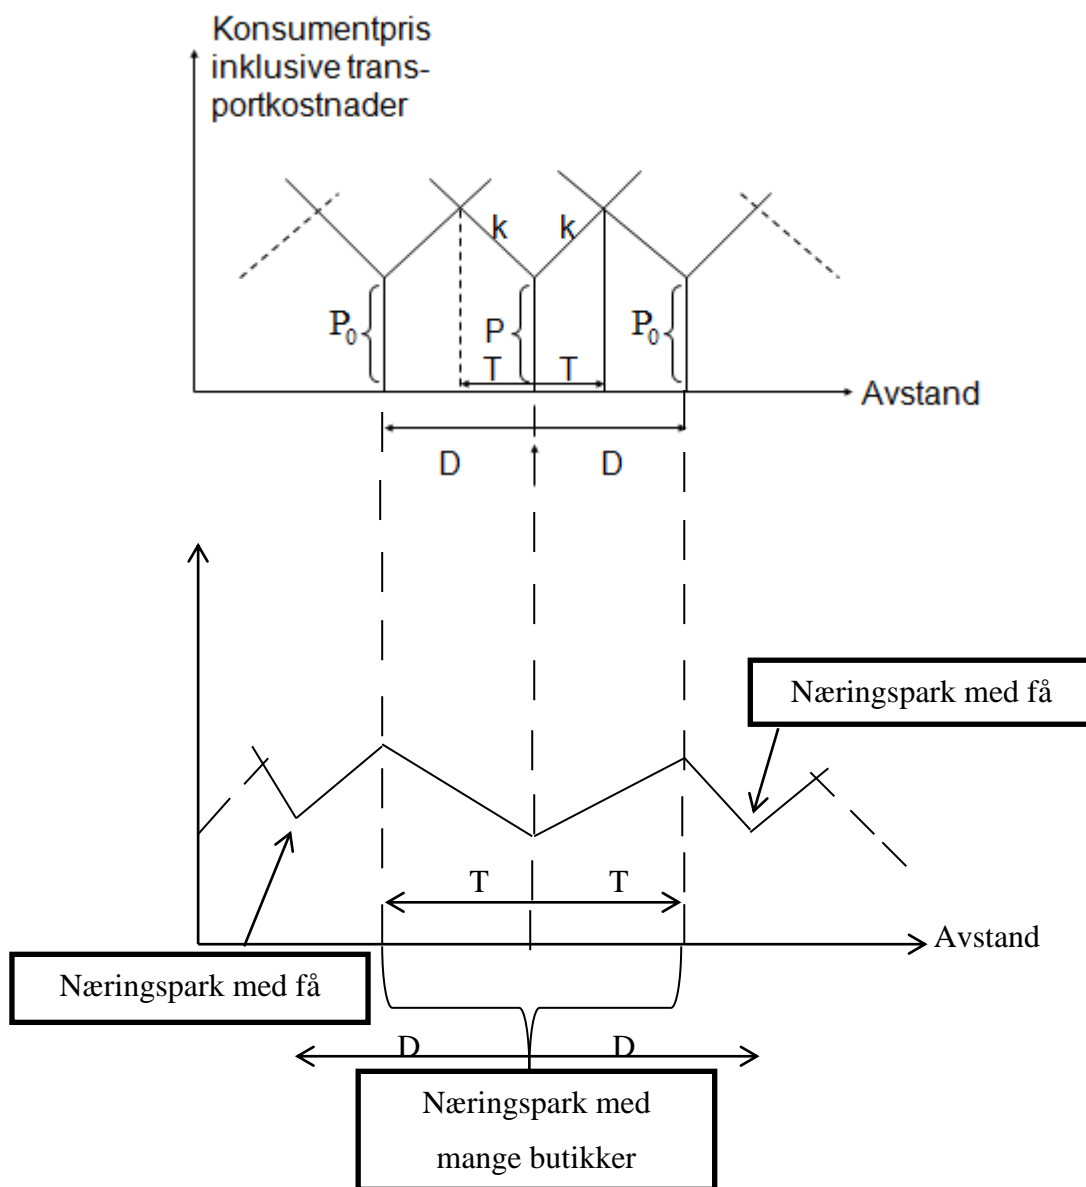 Konsumentpris
inklusive trans-
portkostnader
k k
P₀ P P₀
T T
Avstand
D D
Næringspark med få
T T
Avstand
Næringspark med få
D D
Næringspark med
mange butikker